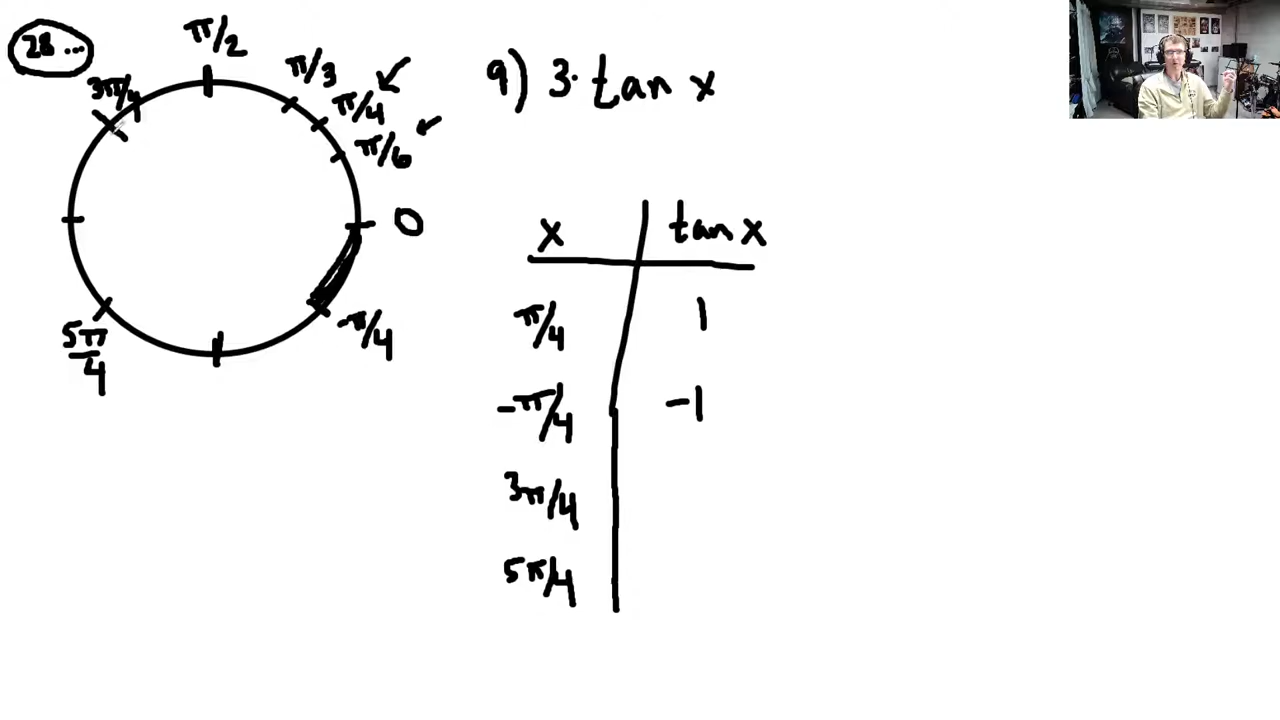 28 ...
π/2
π/3
π/4
π/6
3π/4
0
-π/4
5π/4
9) 3· tan x
x tan x
π/4 1
-π/4 -1
3π/4
5π/4